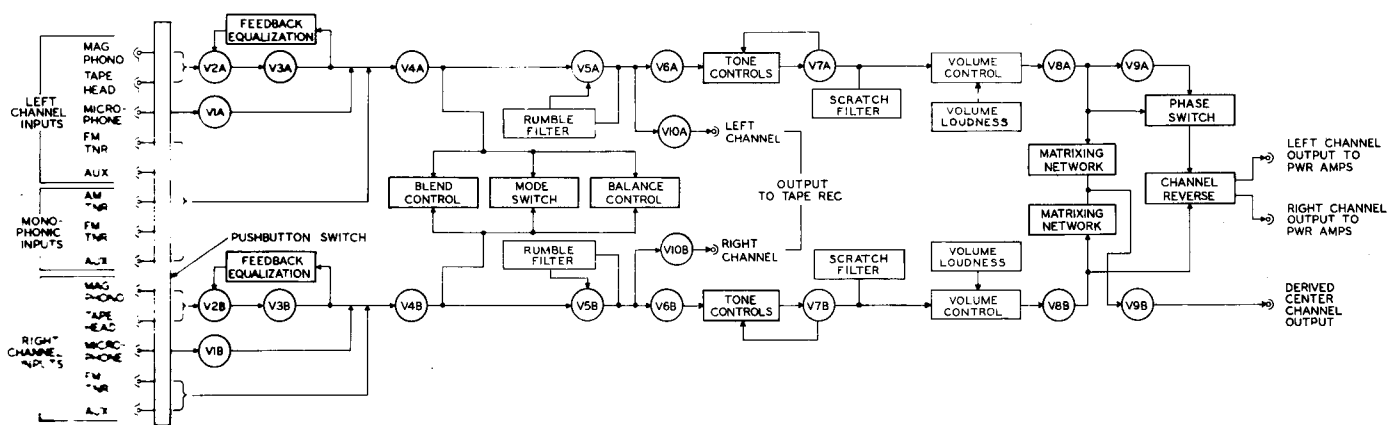 FEEDBACK
EQUALIZATION
MAG
PHONO
TAPE
HEAD
MICRO-
PHONE
FM
TNR
AUX
LEFT
CHANNEL
INPUTS
AM
TNR
FM
TNR
AUX
MONO-
PHONIC
INPUTS
PUSHBUTTON SWITCH
MAG
PHONO
TAPE
HEAD
MICRO-
PHONE
FM
TNR
AUX
RIGHT
CHANNEL
INPUTS
V2A
V3A
V1A
V4A
V5A
V6A
RUMBLE
FILTER
V10A
LEFT
CHANNEL
TONE
CONTROLS
V7A
SCRATCH
FILTER
VOLUME
CONTROL
VOLUME
LOUDNESS
V8A
V9A
PHASE
SWITCH
MATRIXING
NETWORK
CHANNEL
REVERSE
MATRIXING
NETWORK
LEFT CHANNEL
OUTPUT TO
PWR AMPS
RIGHT CHANNEL
OUTPUT TO
PWR AMPS
BLEND
CONTROL
MODE
SWITCH
BALANCE
CONTROL
OUTPUT
TO TAPE REC
FEEDBACK
EQUALIZATION
V2B
V3B
V1B
V4B
RUMBLE
FILTER
V5B
V10B
RIGHT
CHANNEL
V6B
TONE
CONTROLS
V7B
SCRATCH
FILTER
VOLUME
LOUDNESS
VOLUME
CONTROL
V8B
V9B
DERIVED
CENTER
CHANNEL
OUTPUT